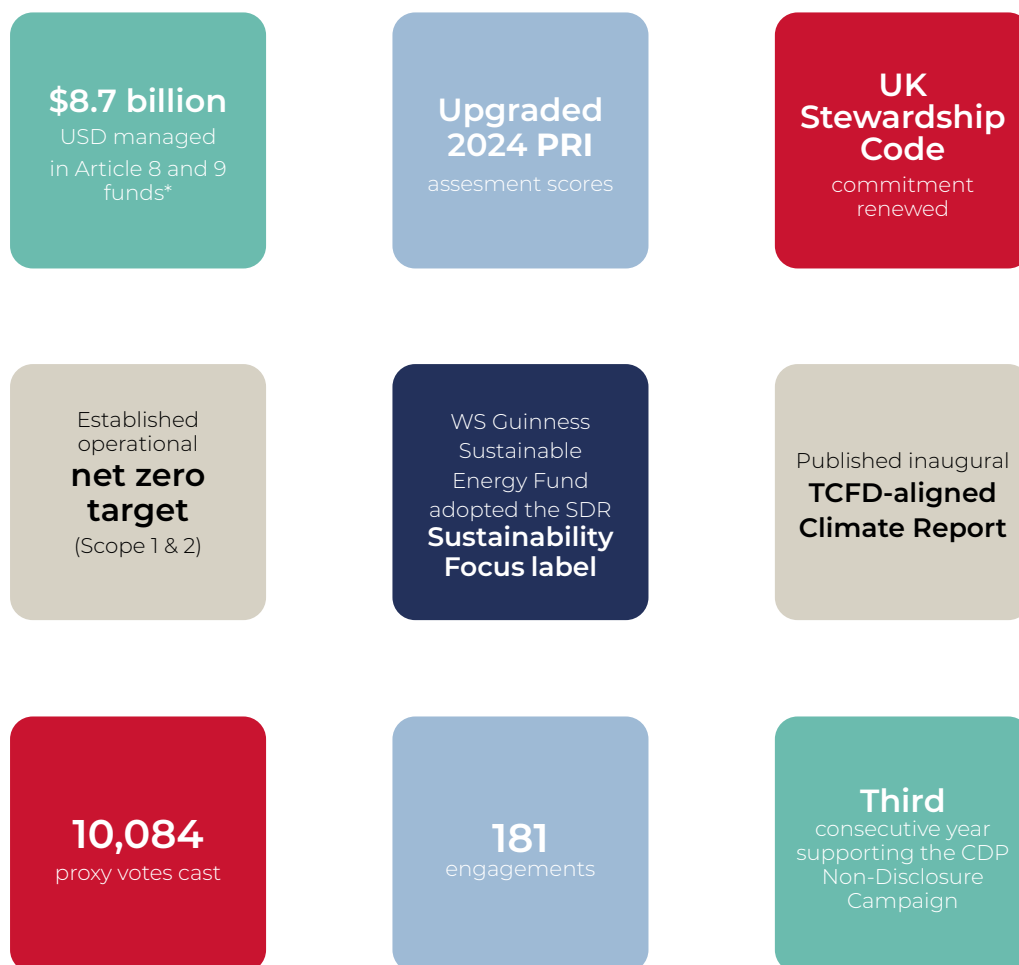 $8.7 billion
USD managed
in Article 8 and 9
funds*
Upgraded
2024 PRI
assesment scores
UK
Stewardship
Code
commitment
renewed
Established
operational
net zero
target
(Scope 1 & 2)
WS Guinness
Sustainable
Energy Fund
adopted the SDR
Sustainability
Focus label
Published inaugural
TCFD-aligned
Climate Report
10,084
proxy votes cast
181
engagements
Third
consecutive year
supporting the CDP
Non-Disclosure
Campaign